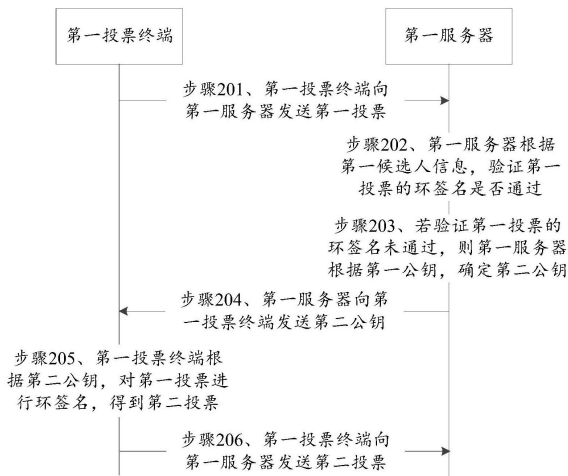 第一投票终端
第一服务器
步骤201、第一投票终端向
第一服务器发送第一投票
步骤202、第一服务器根据
第一候选人信息，验证第一
投票的环签名是否通过
步骤203、若验证第一投票的
环签名未通过，则第一服务器
根据第一公钥，确定第二公钥
步骤204、第一服务器向第
一投票终端发送第二公钥
步骤205、第一投票终端根
据第二公钥，对第一投票进
行环签名，得到第二投票
步骤206、第一投票终端向
第一服务器发送第二投票